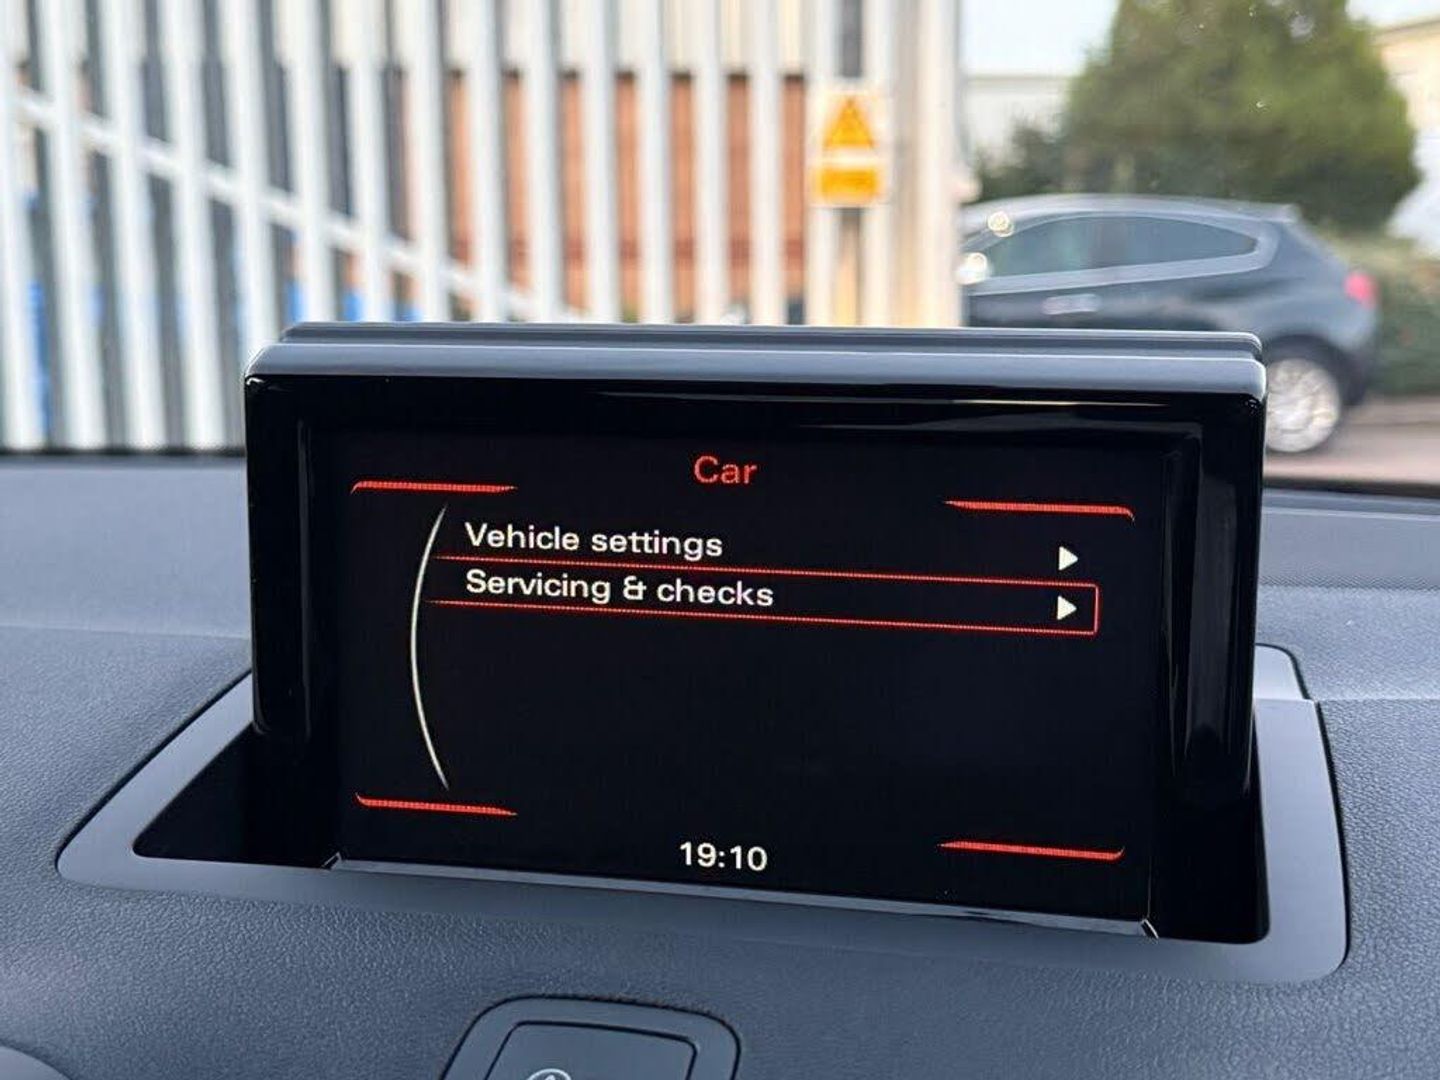 Car
Vehicle settings
Servicing & checks
19:10